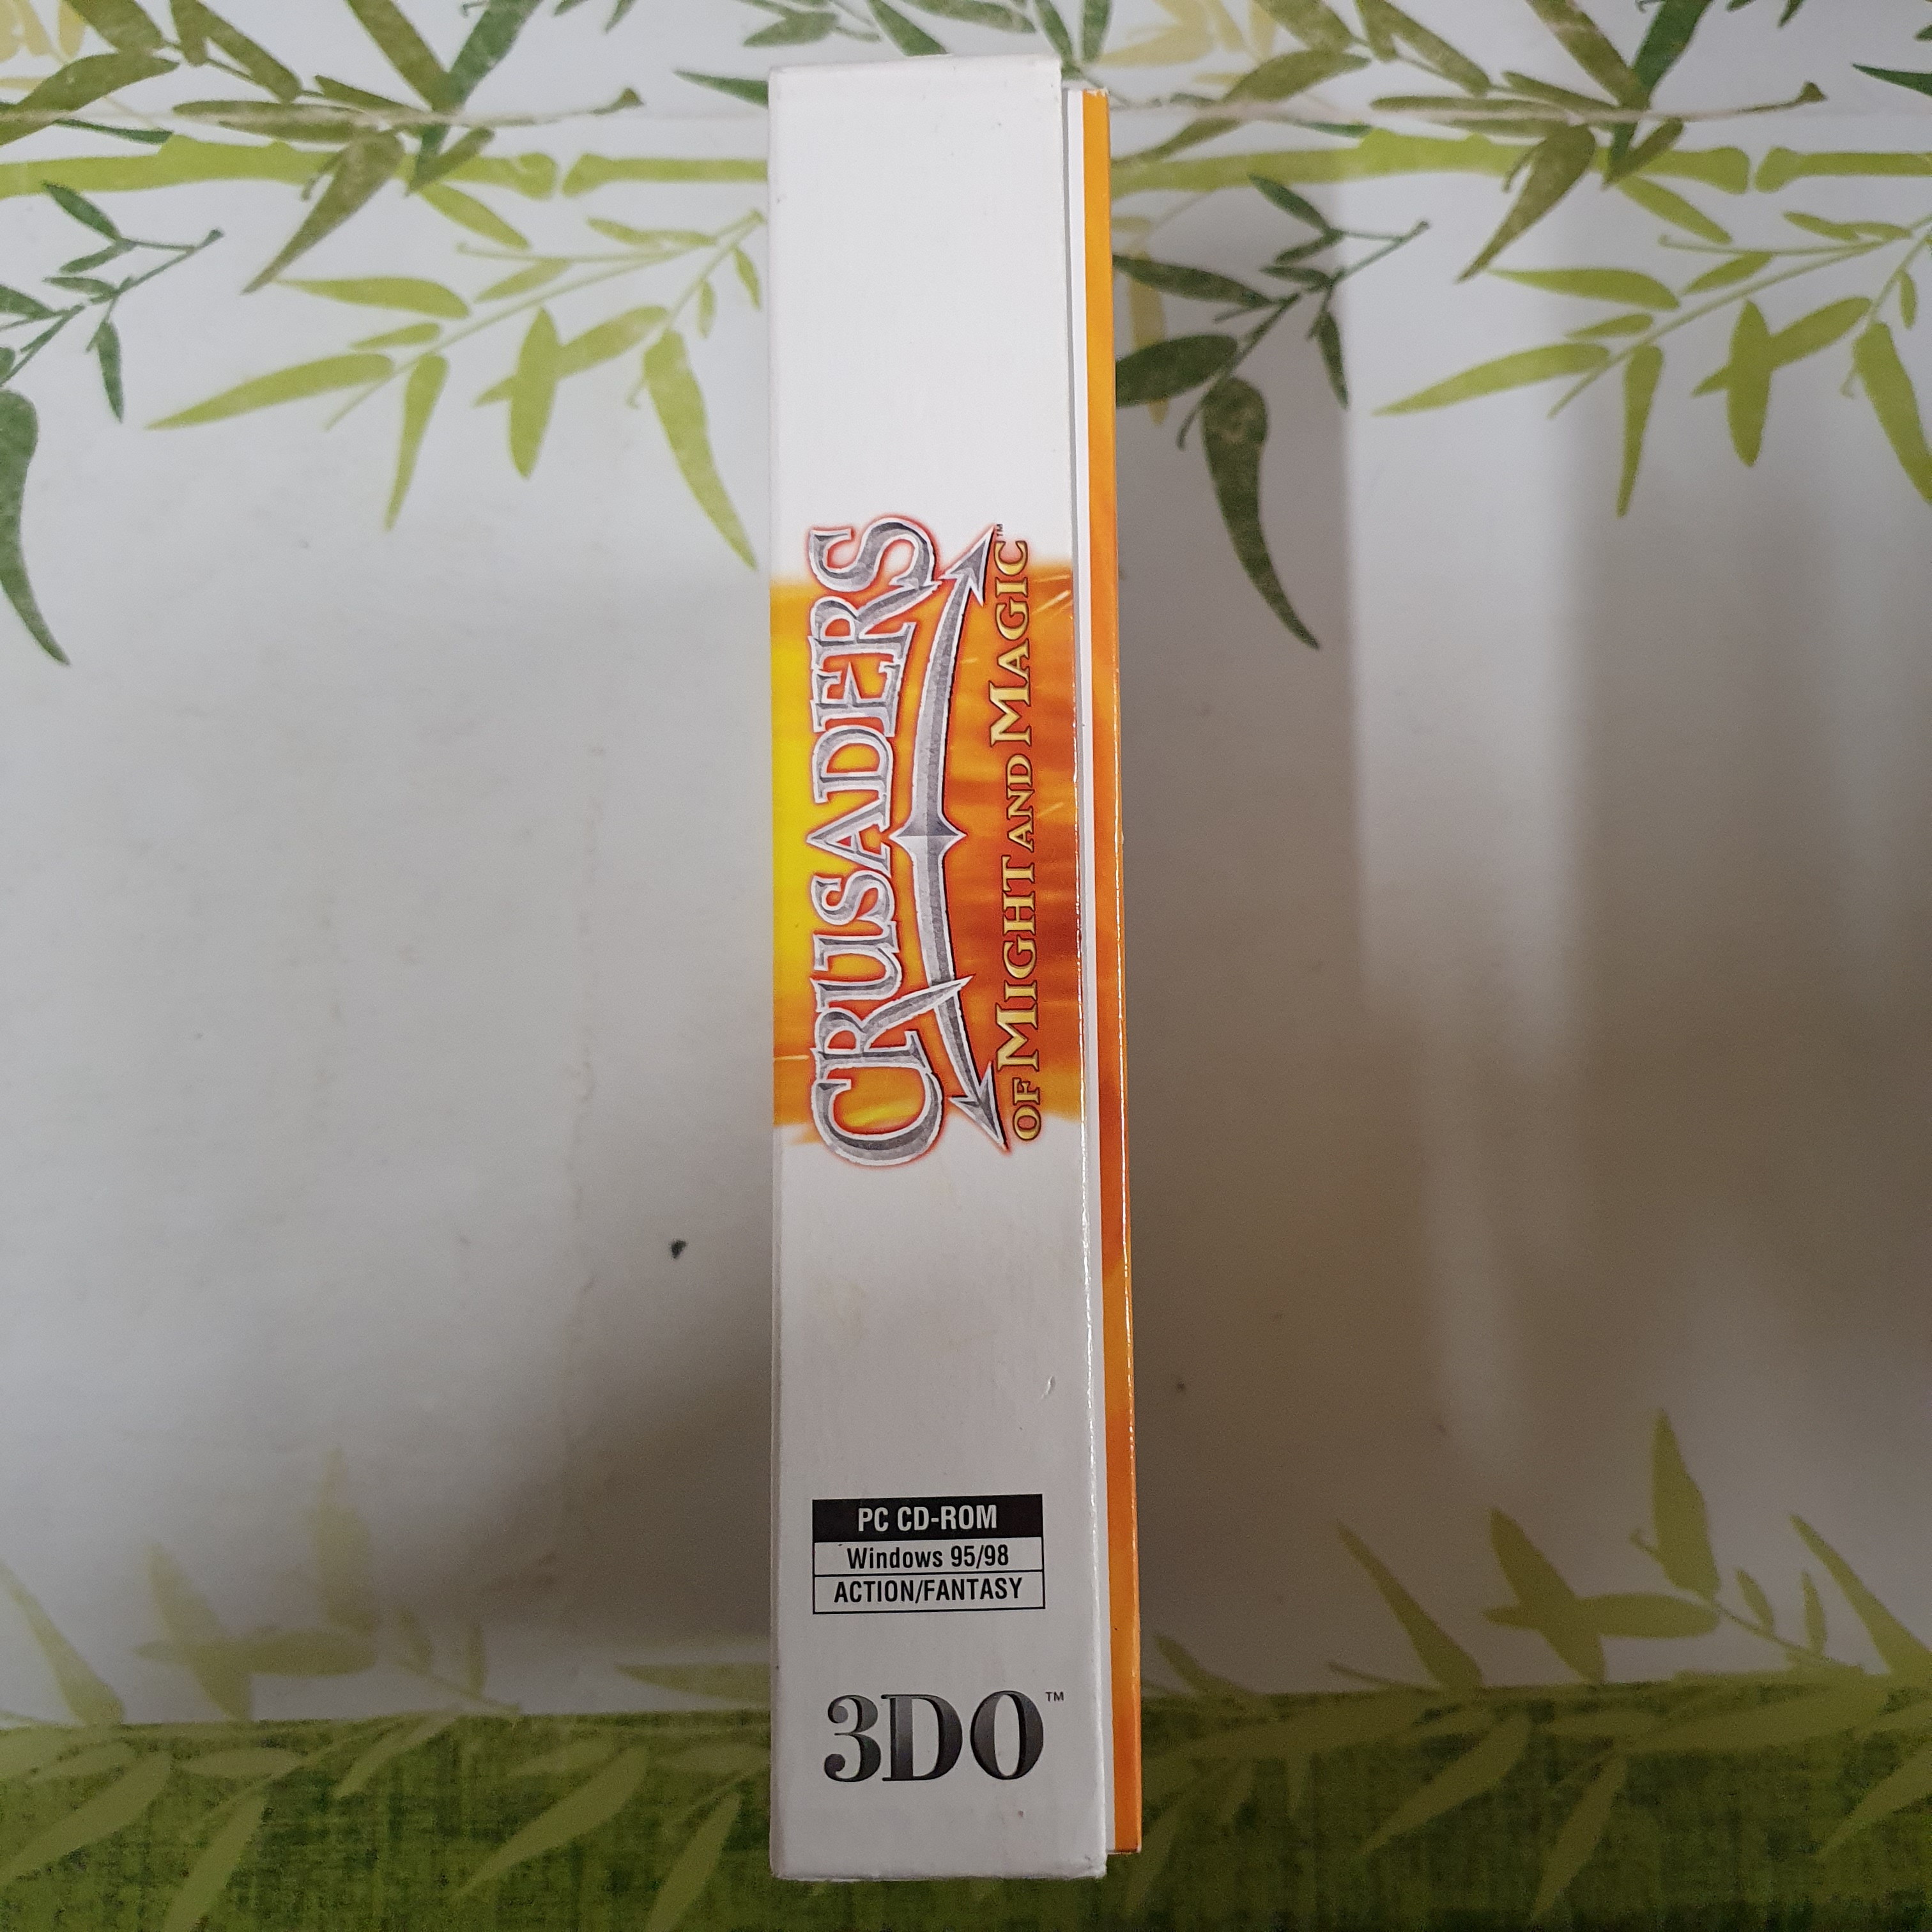 CRUSADERS
OF MIGHT AND MAGIC™
PC CD-ROM
Windows 95/98
ACTION/FANTASY
3DO™